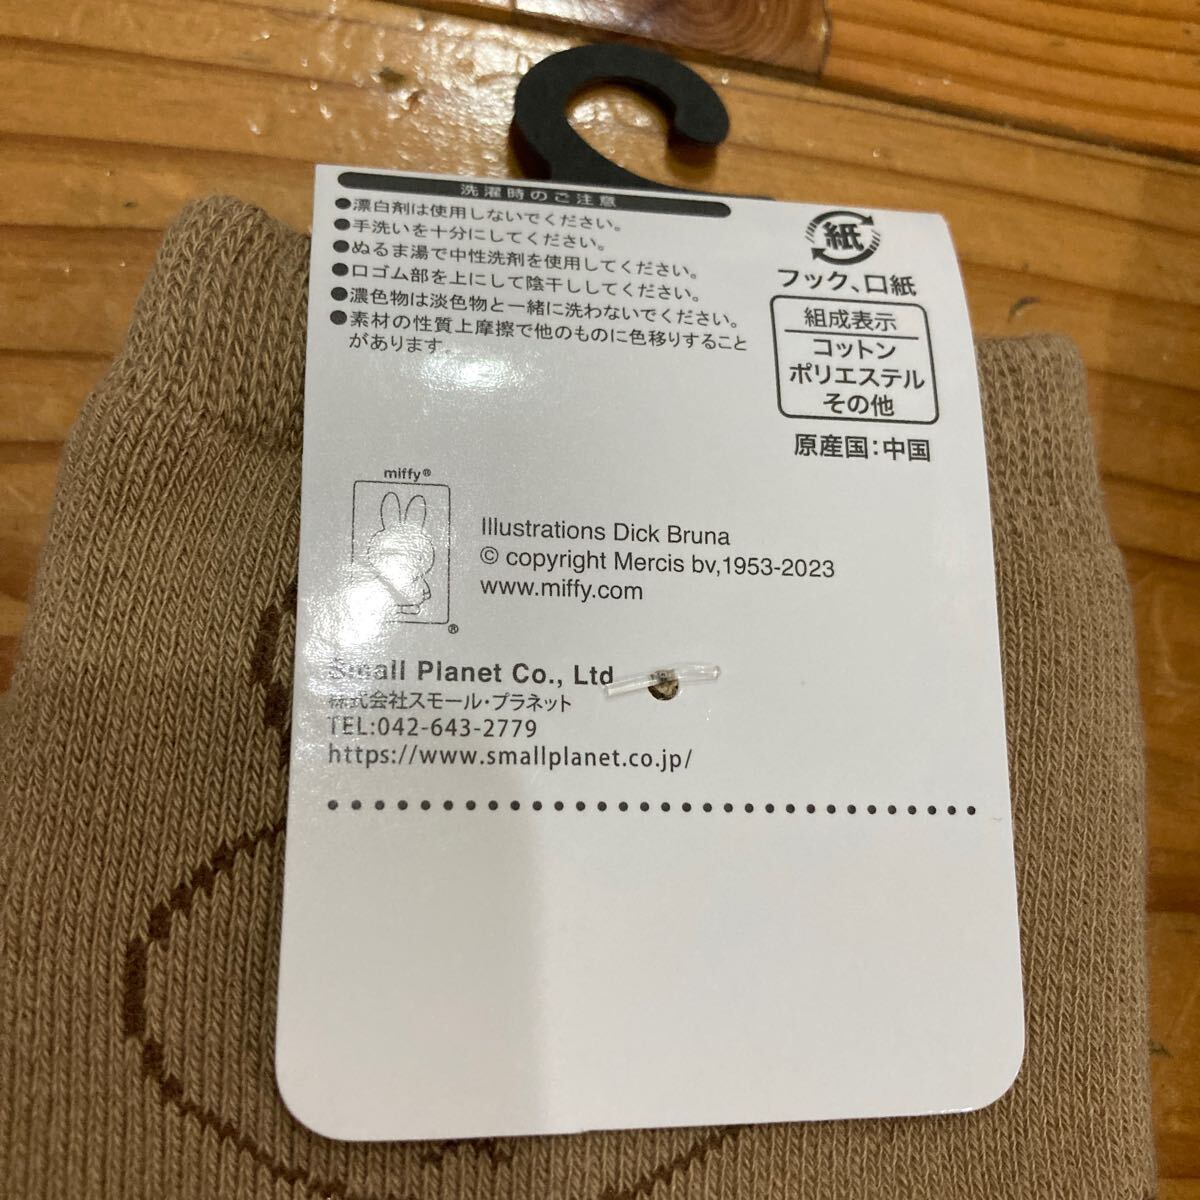 洗濯時のご注意
●漂白剤は使用しないでください。
●手洗いを十分にしてください。
●ぬるま湯で中性洗剤を使用してください。
●口ゴム部を上にして陰干ししてください。
●濃色物は淡色物と一緒に洗わないでください。
●素材の性質上摩擦で他のものに色移りすること
があります。
紙
フック、口紙
組成表示
コットン
ポリエステル
その他
原産国:中国
miffy®
®
Illustrations Dick Bruna
© copyright Mercis bv,1953-2023
www.miffy.com
Small Planet Co., Ltd
株式会社スモール・プラネット
TEL:042-643-2779
https://www.smallplanet.co.jp/